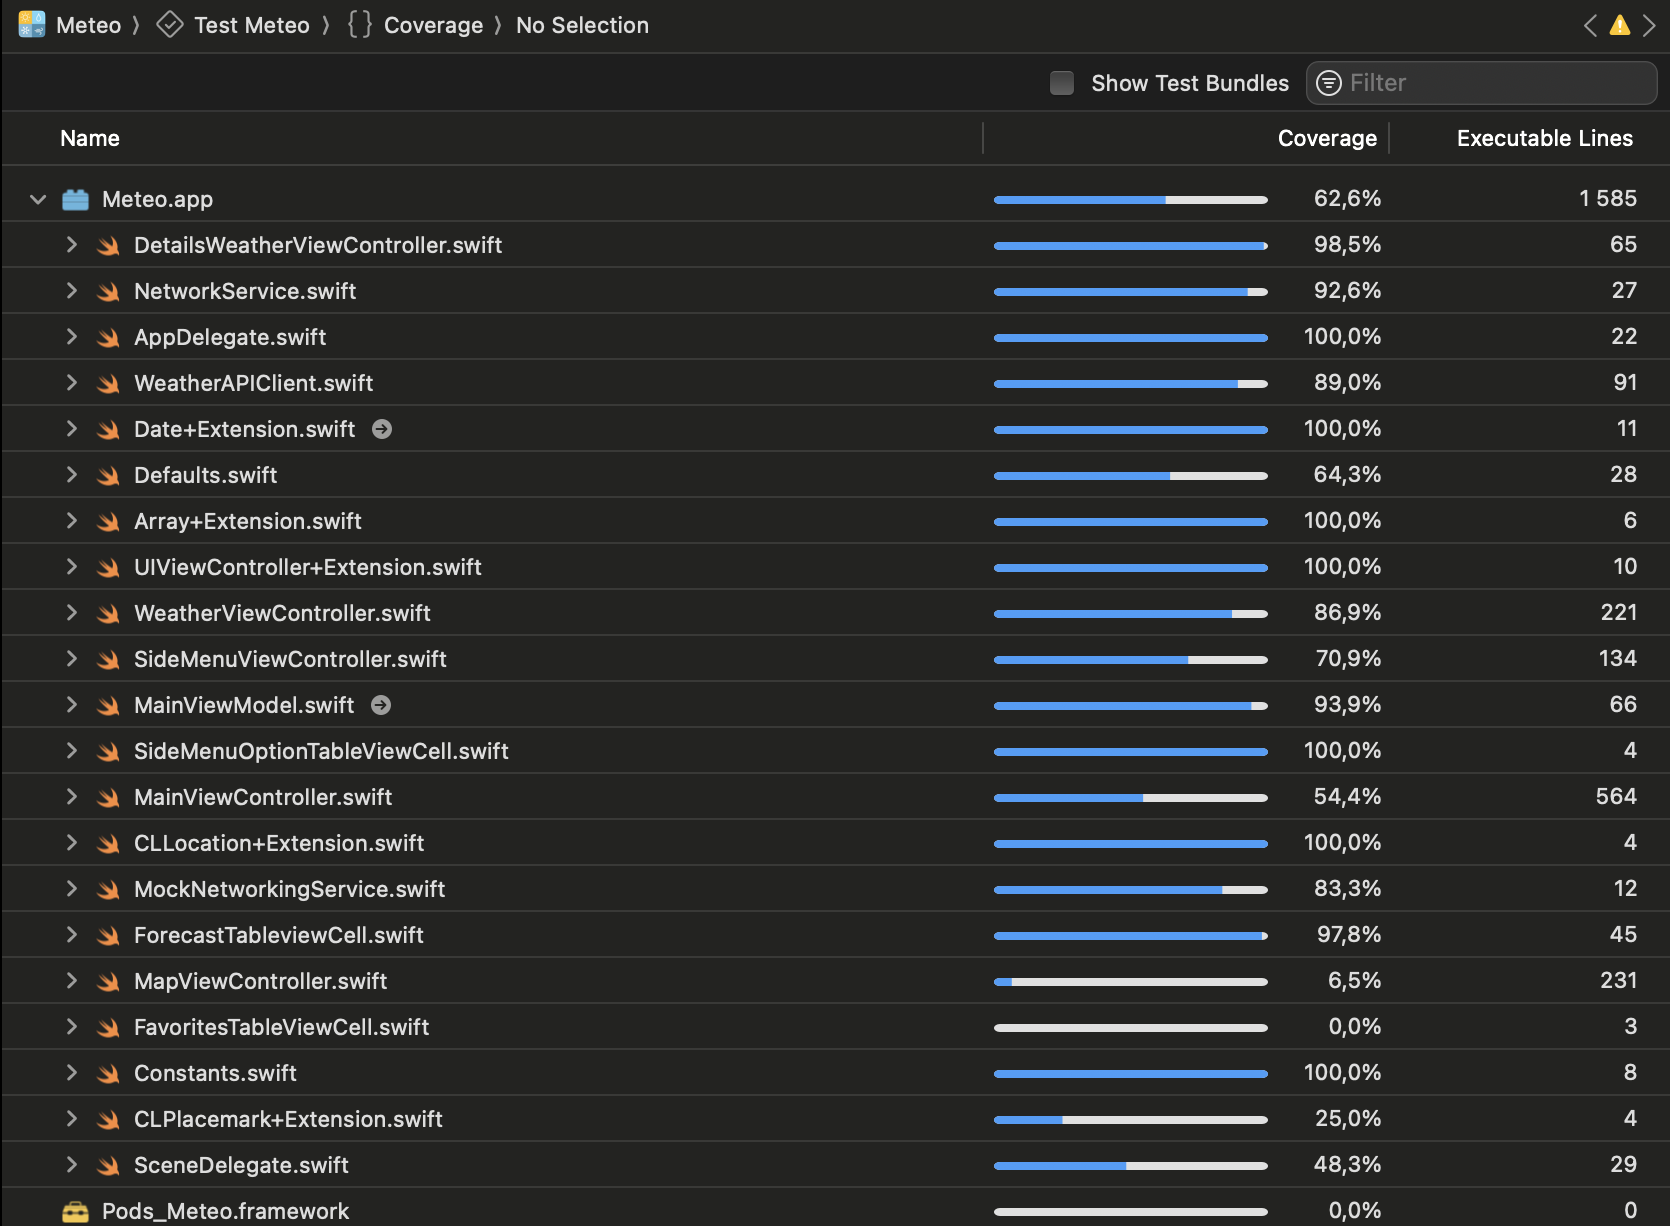 Meteo 〉 Test Meteo 〉 {} Coverage 〉 No Selection
Show Test Bundles Filter
Name Coverage Executable Lines
Meteo.app 62,6% 1 585
DetailsWeatherViewController.swift 98,5% 65
NetworkService.swift 92,6% 27
AppDelegate.swift 100,0% 22
WeatherAPIClient.swift 89,0% 91
Date+Extension.swift 100,0% 11
Defaults.swift 64,3% 28
Array+Extension.swift 100,0% 6
UIViewController+Extension.swift 100,0% 10
WeatherViewController.swift 86,9% 221
SideMenuViewController.swift 70,9% 134
MainViewModel.swift 93,9% 66
SideMenuOptionTableViewCell.swift 100,0% 4
MainViewController.swift 54,4% 564
CLLocation+Extension.swift 100,0% 4
MockNetworkingService.swift 83,3% 12
ForecastTableviewCell.swift 97,8% 45
MapViewController.swift 6,5% 231
FavoritesTableViewCell.swift 0,0% 3
Constants.swift 100,0% 8
CLPlacemark+Extension.swift 25,0% 4
SceneDelegate.swift 48,3% 29
Pods_Meteo.framework 0,0% 0